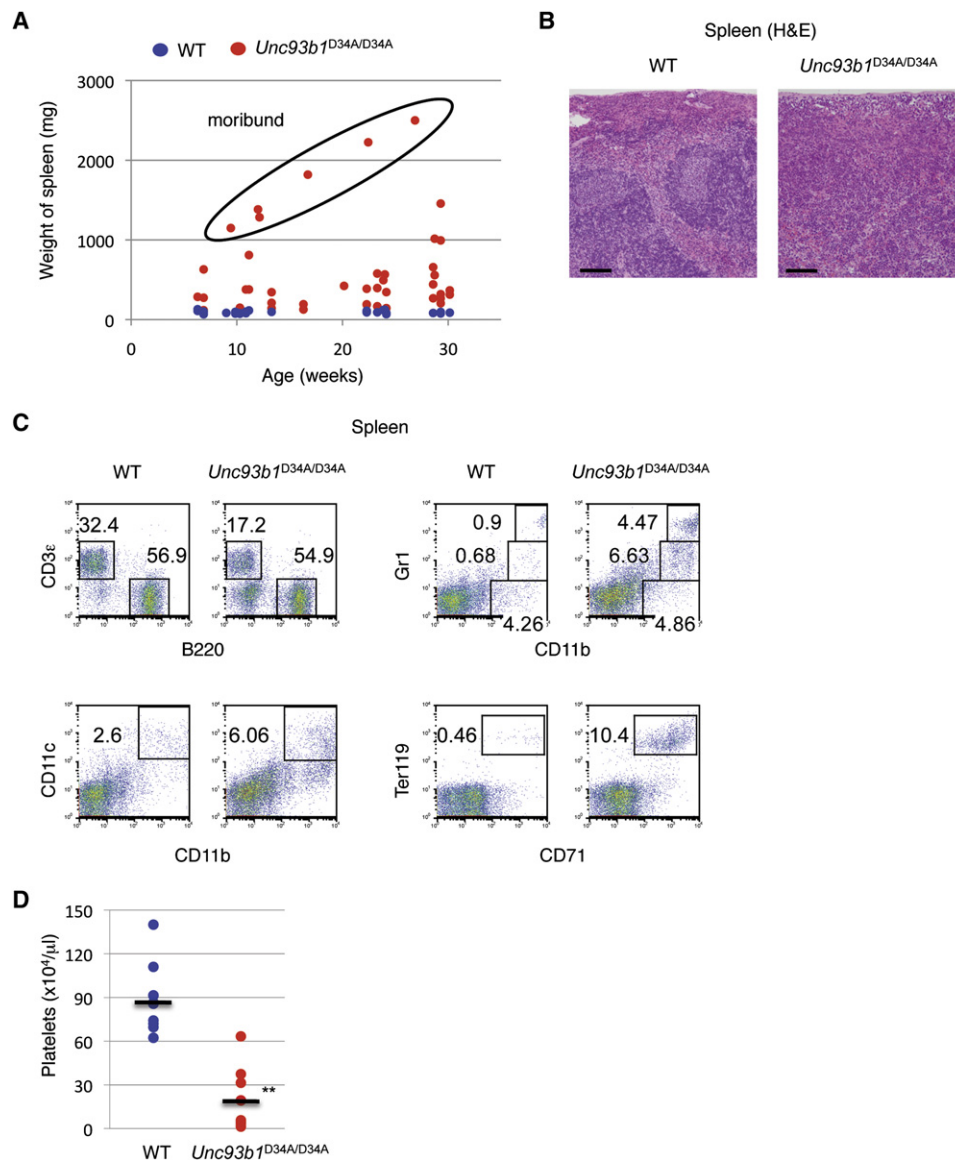 A
WT Unc93b1D34A/D34A
Weight of spleen (mg)
3000
2000
1000
0
moribund
0 10 20 30
Age (weeks)
B
Spleen (H&E)
WT Unc93b1D34A/D34A
C
Spleen
WT Unc93b1D34A/D34A WT Unc93b1D34A/D34A
CD3ε
32.4 56.9
17.2 54.9
B220
Gr1
0.9 0.68 4.26
4.47 6.63 4.86
CD11b
CD11c
2.6
6.06
CD11b
Ter119
0.46
10.4
CD71
D
Platelets (x10⁴/μl)
150
120
90
60
30
0
**
WT Unc93b1D34A/D34A